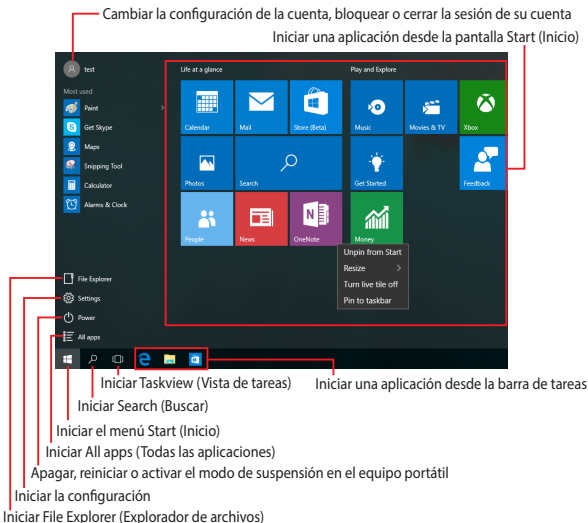 Cambiar la configuración de la cuenta, bloquear o cerrar la sesión de su cuenta
Iniciar una aplicación desde la pantalla Start (Inicio)
test
Life at a glance
Play and Explore
Most used
Paint
Get Skype
Maps
Snipping Tool
Calculator
Alarms & Clock
Calendar
Mail
Store (Beta)
Music
Movies & TV
Xbox
Photos
Search
Get Started
Feedback
People
News
OneNote
Money
Unpin from Start
Resize
Turn live tile off
Pin to taskbar
File Explorer
Settings
Power
All apps
Iniciar Taskview (Vista de tareas)
Iniciar una aplicación desde la barra de tareas
Iniciar Search (Buscar)
Iniciar el menú Start (Inicio)
Iniciar All apps (Todas las aplicaciones)
Apagar, reiniciar o activar el modo de suspensión en el equipo portátil
Iniciar la configuración
Iniciar File Explorer (Explorador de archivos)